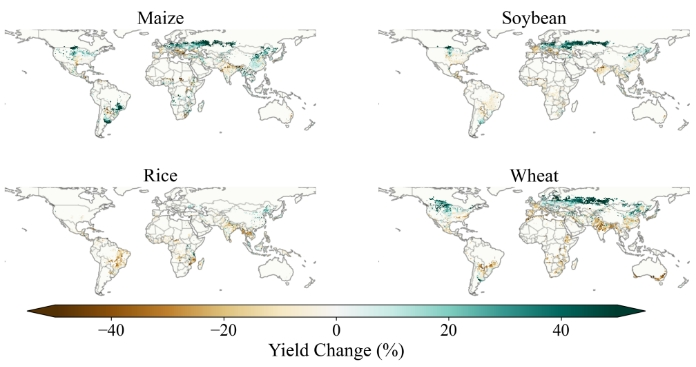 Maize
Soybean
Rice
Wheat
−40
−20
0
20
40
Yield Change (%)